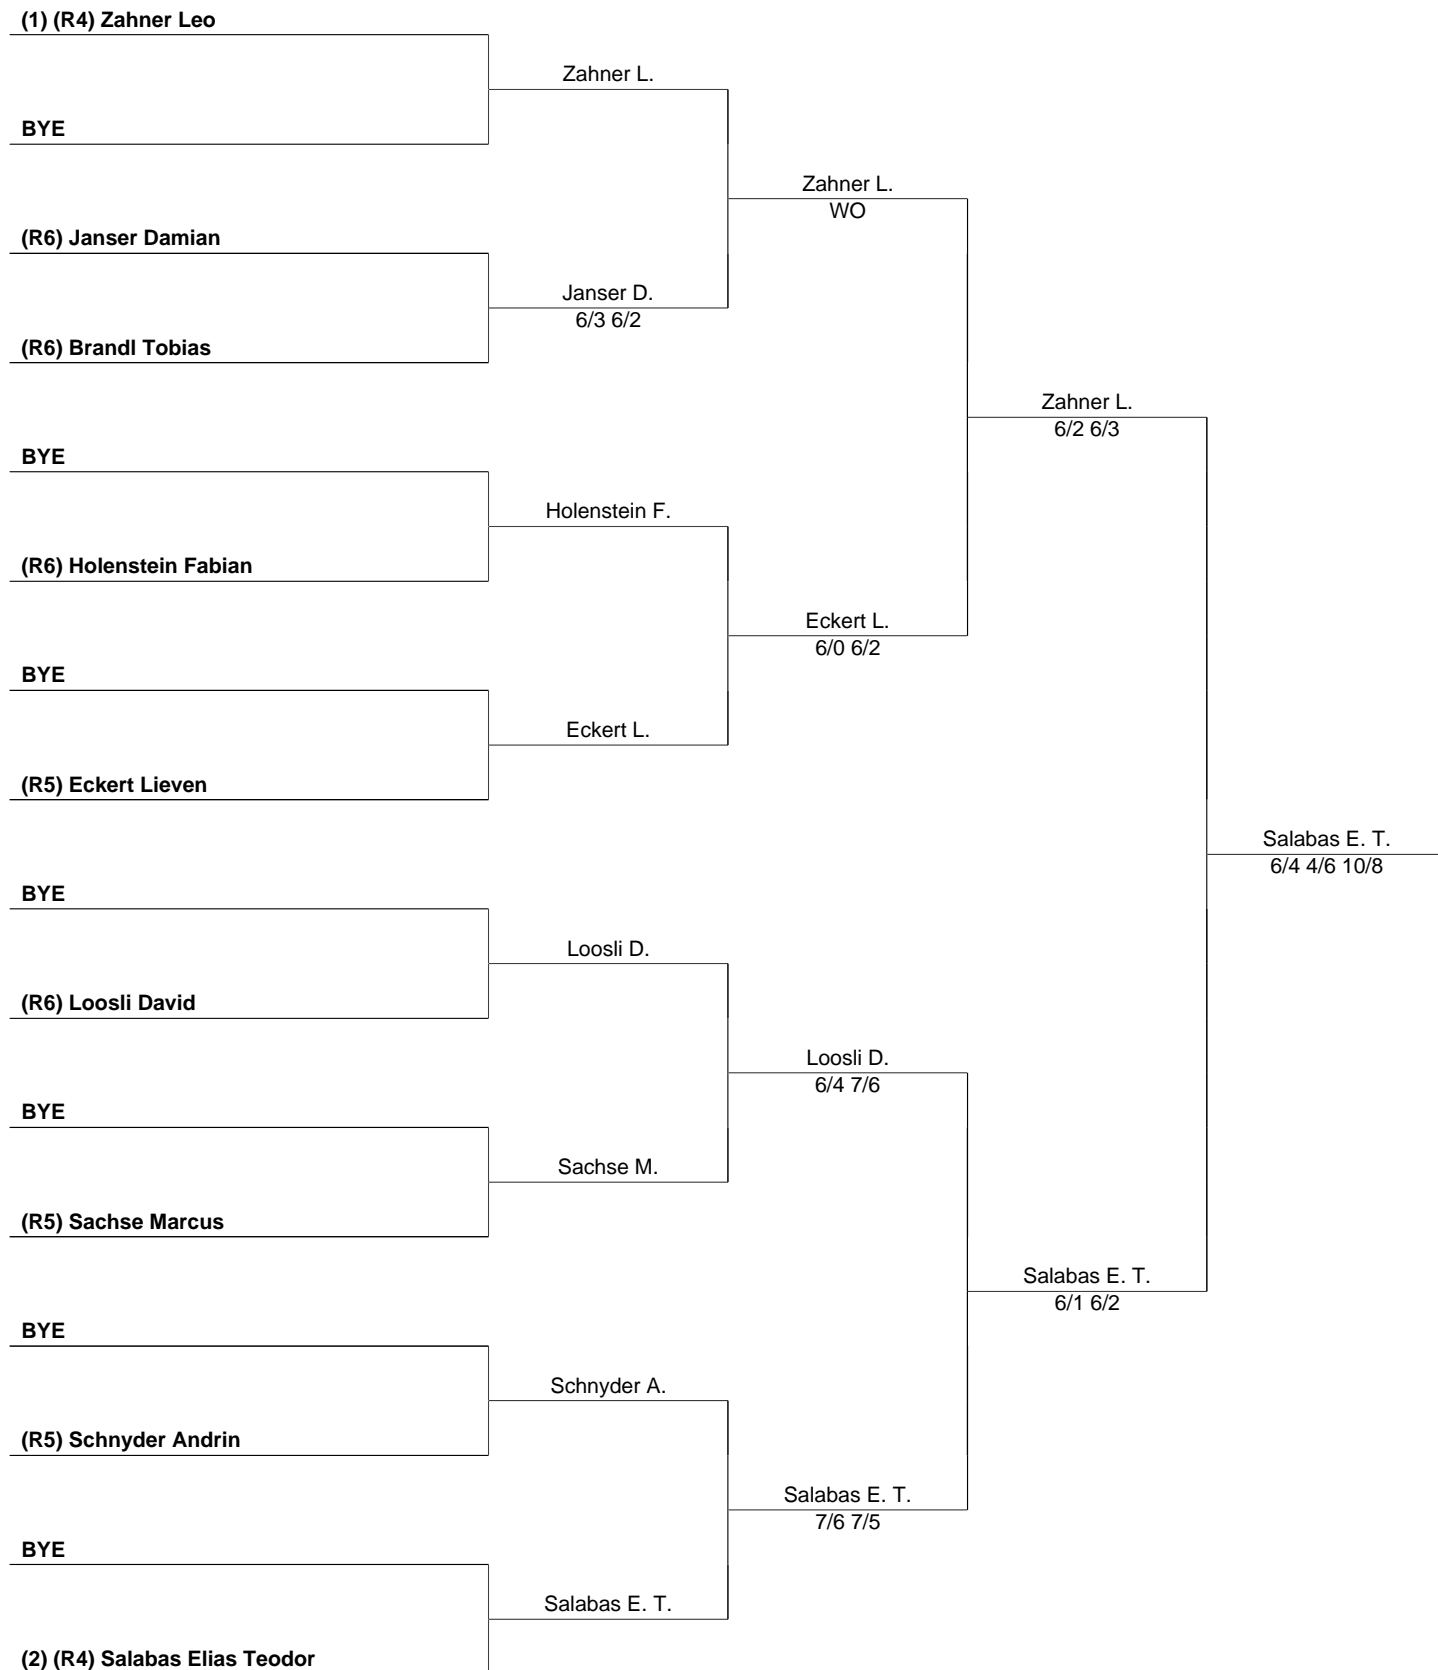 (1) (R4) Zahner Leo
Zahner L.
BYE
Zahner L.
WO
(R6) Janser Damian
Janser D.
6/3 6/2
(R6) Brandl Tobias
Zahner L.
6/2 6/3
BYE
Holenstein F.
(R6) Holenstein Fabian
Eckert L.
6/0 6/2
BYE
Eckert L.
(R5) Eckert Lieven
Salabas E. T.
6/4 4/6 10/8
BYE
Loosli D.
(R6) Loosli David
Loosli D.
6/4 7/6
BYE
Sachse M.
(R5) Sachse Marcus
Salabas E. T.
6/1 6/2
BYE
Schnyder A.
(R5) Schnyder Andrin
Salabas E. T.
7/6 7/5
BYE
Salabas E. T.
(2) (R4) Salabas Elias Teodor